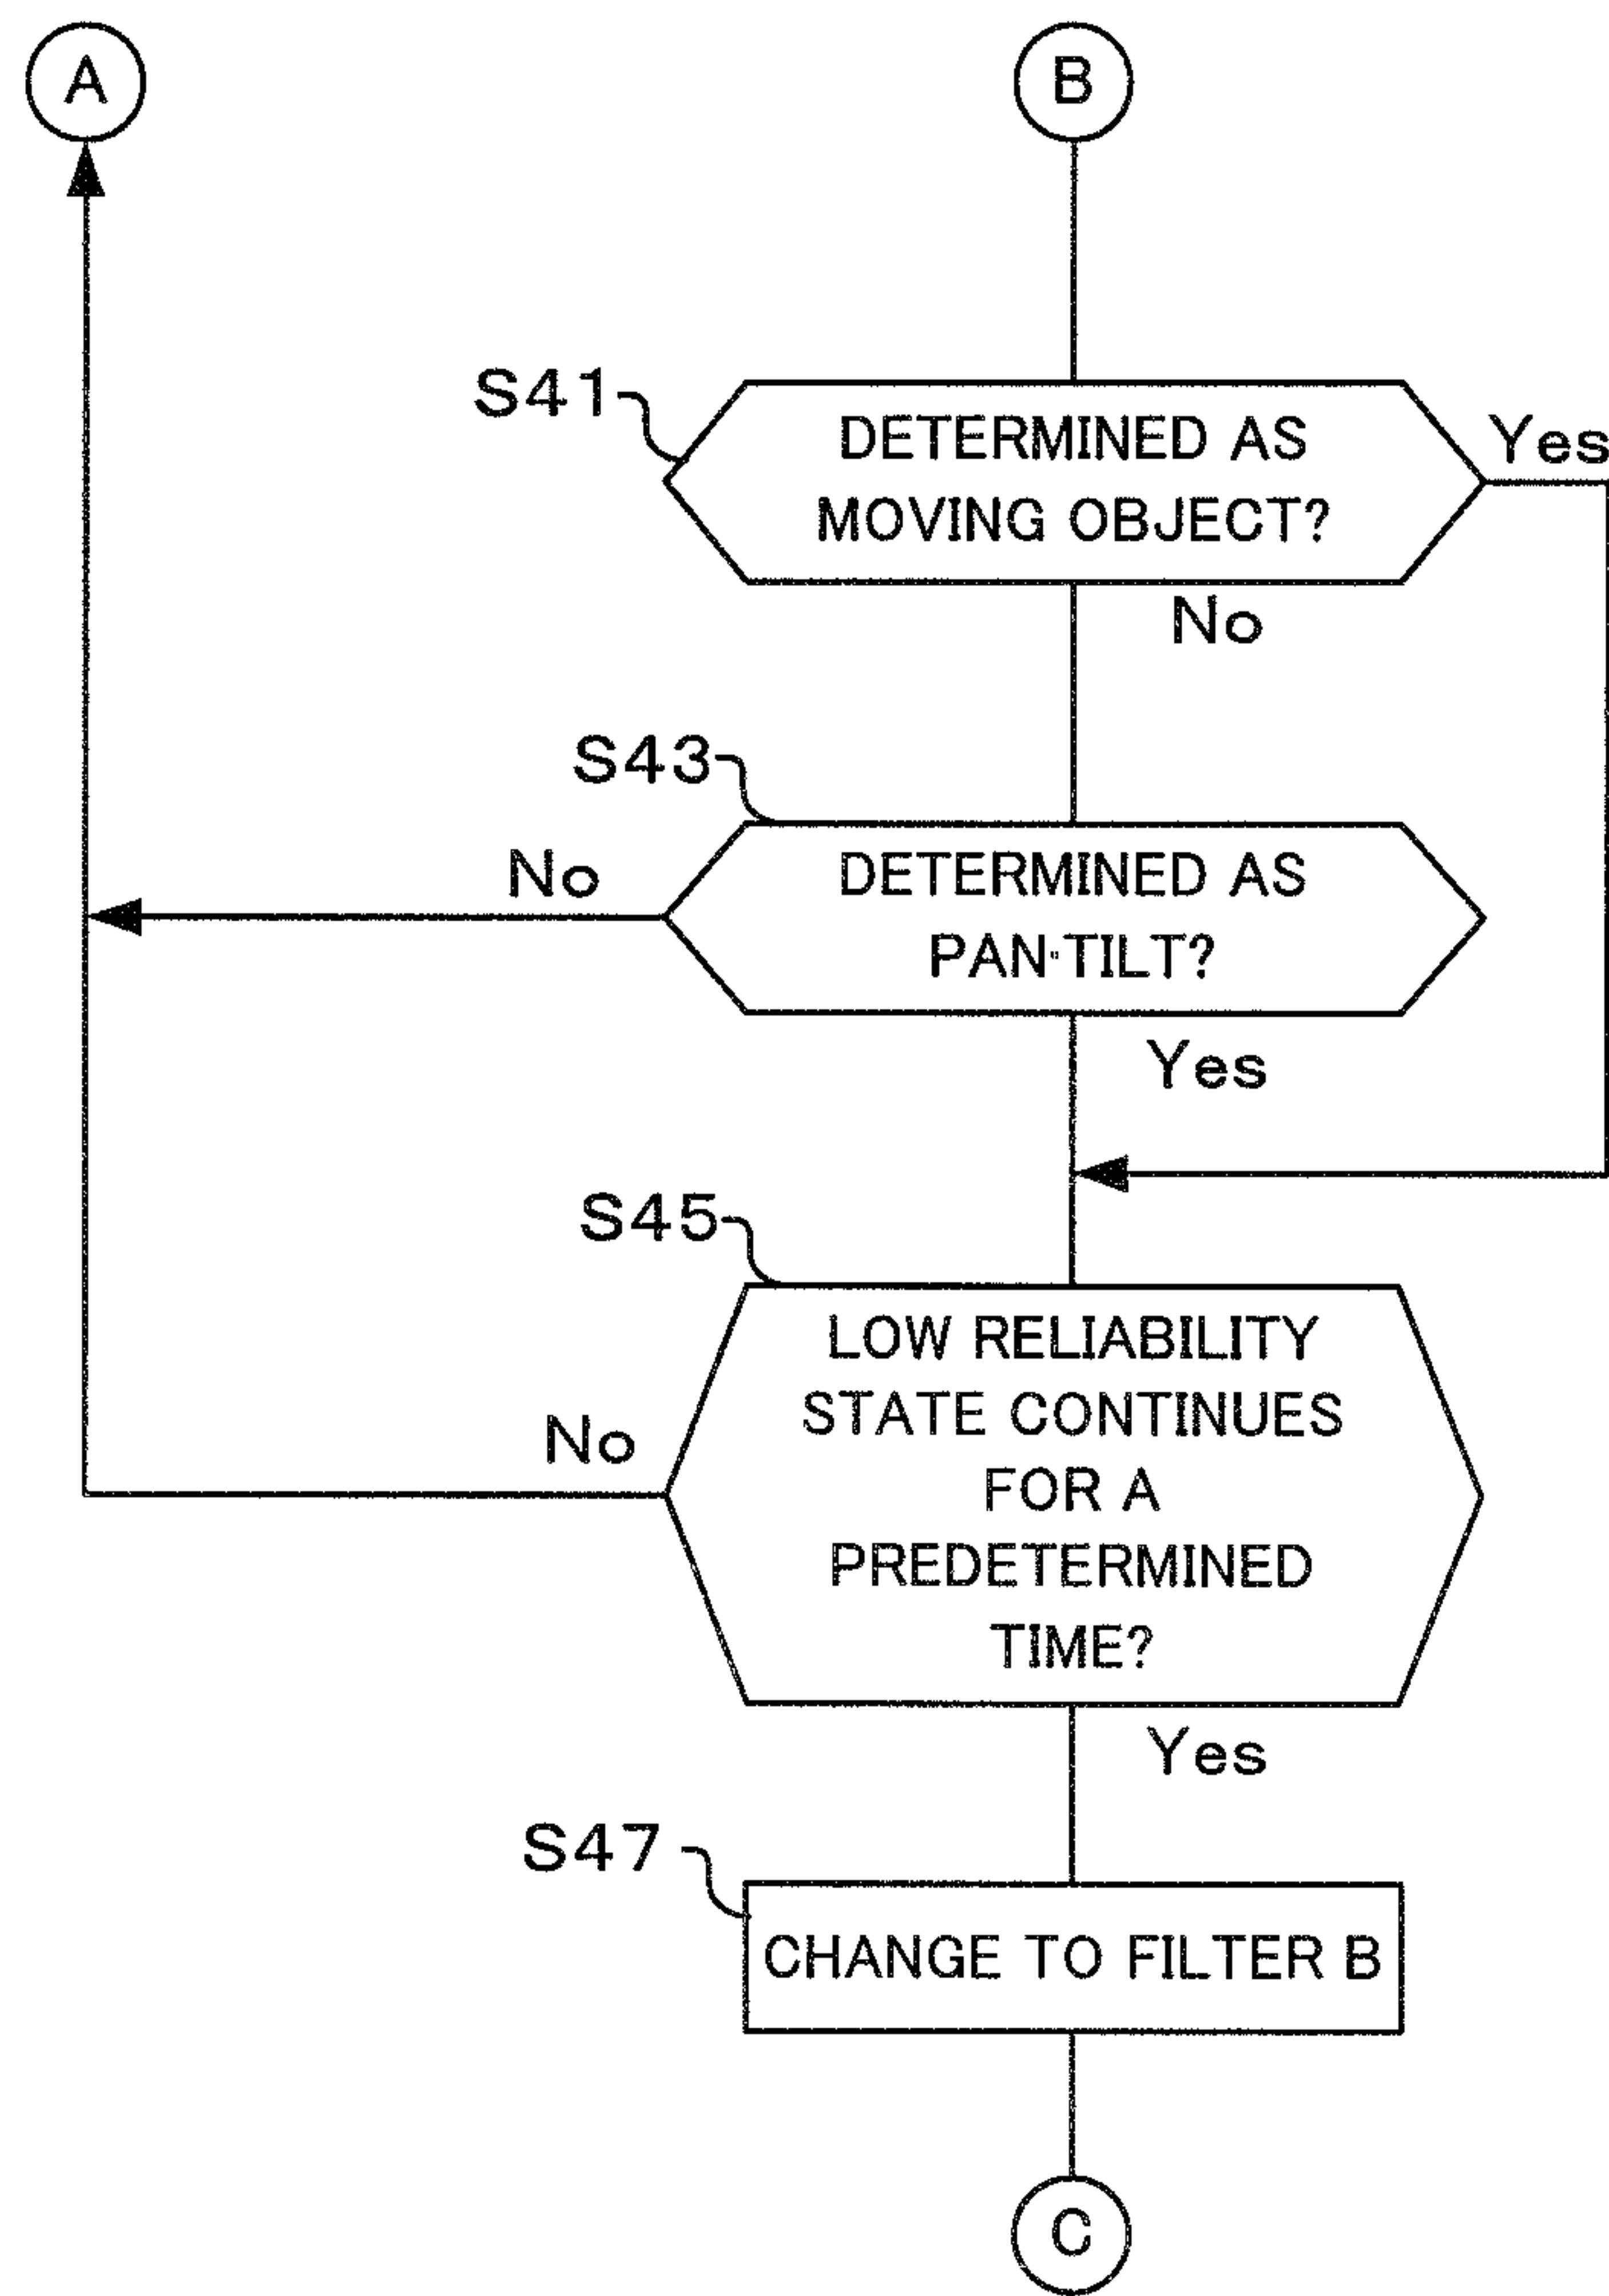 A
B
S41
DETERMINED AS
MOVING OBJECT?
Yes
No
S43
DETERMINED AS
PAN·TILT?
No
Yes
S45
LOW RELIABILITY
STATE CONTINUES
FOR A
PREDETERMINED
TIME?
No
Yes
S47
CHANGE TO FILTER B
C